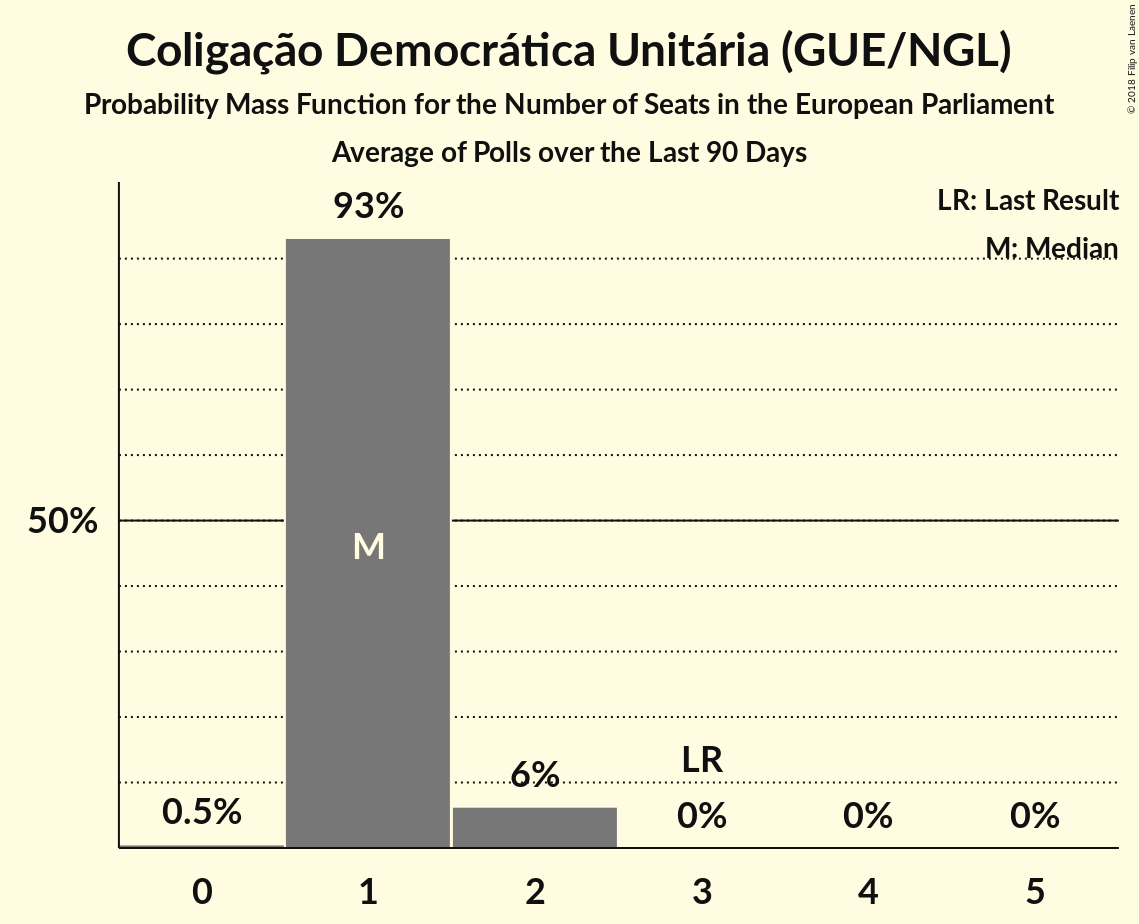 Coligação Democrática Unitária (GUE/NGL)
Probability Mass Function for the Number of Seats in the European Parliament
Average of Polls over the Last 90 Days
© 2018 Filip van Laenen
LR: Last Result
M: Median
93%
50%
M
LR
6%
0.5%
0%
0%
0%
0
1
2
3
4
5